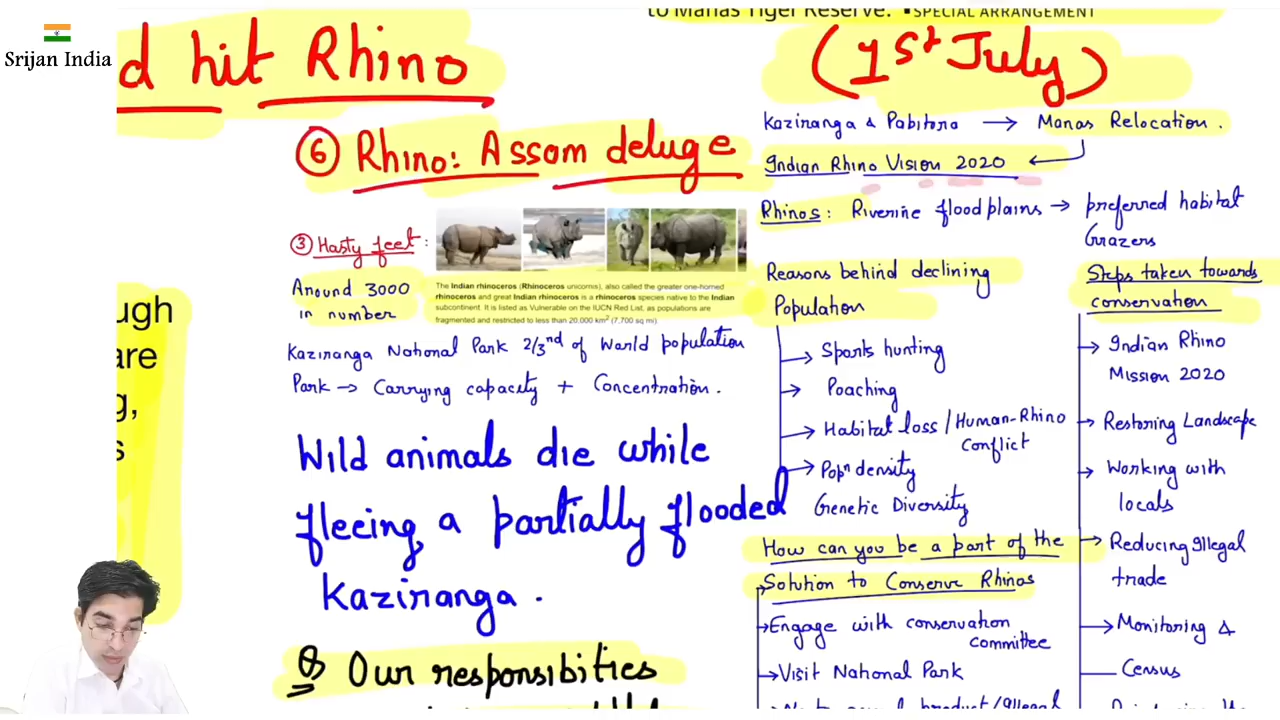 to Manas Tiger Reserve. ▪SPECIAL ARRANGEMENT
Srijan India
d hit Rhino
(1st July)
⑥ Rhino: Assam deluge
③ Hasty feet:
Around 3000
in number
The Indian rhinoceros (Rhinoceros unicornis), also called the greater one-horned
rhinoceros and great Indian rhinoceros is a rhinoceros species native to the Indian
subcontinent. It is listed as Vulnerable on the IUCN Red List, as populations are
fragmented and restricted to less than 20,000 km² (7,700 sq mi)
Kaziranga National Park 2/3nd of World population
Park → Carrying capacity + Concentration.
Wild animals die while
fleeing a partially flooded
Kaziranga.
Q Our responsibities
ugh
are
g,
s
Kaziranga & Pabitora → Manas Relocation.
Indian Rhino Vision 2020
Rhinos: Riverine floodplains → preferred habitat
Grazers
Reasons behind declining
Population
→ Sports hunting
→ Poaching
→ Habitat loss / Human-Rhino
conflict
→ Popn density
Genetic Diversity
How can you be a part of the
Solution to Conserve Rhinos
→ Engage with conservation
committee
→ Visit National Park
product/Illegal
Steps taken towards
conservation
→ Indian Rhino
Mission 2020
→ Restoring Landscape
→ Working with
locals
→ Reducing Illegal
trade
→ Monitoring &
Census